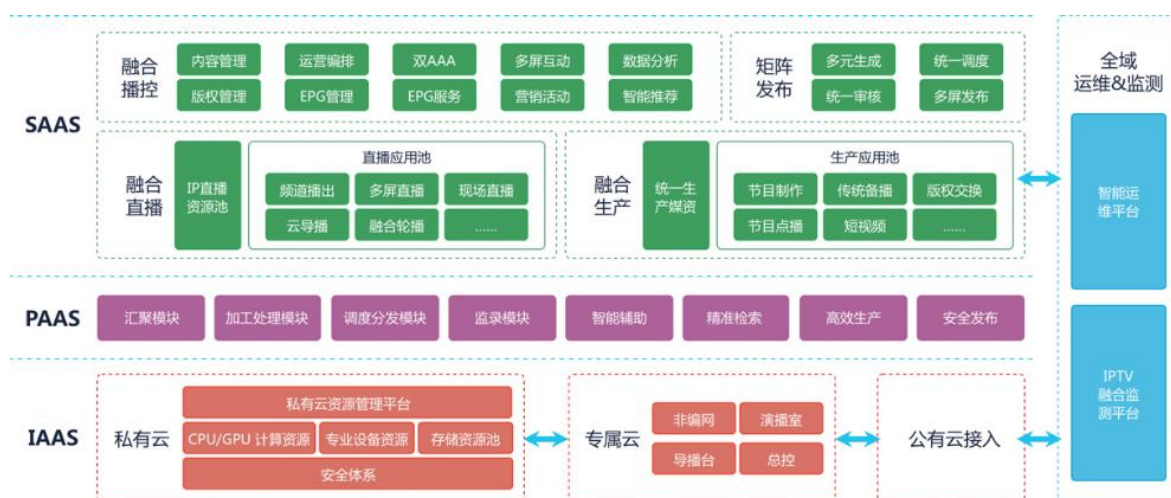 融合
播控
内容管理
运营编排
双AAA
多屏互动
数据分析
版权管理
EPG管理
EPG服务
营销活动
智能推荐
矩阵
发布
多元生成
统一调度
统一审核
多屏发布
全域
运维&监测
SAAS
融合
直播
IP直播
资源池
直播应用池
频道播出
多屏直播
现场直播
云导播
融合轮播
......
融合
生产
统一生
产媒资
生产应用池
节目制作
传统备播
版权交换
节目点播
短视频
......
智能运
维平台
PAAS
汇聚模块
加工处理模块
调度分发模块
监录模块
智能辅助
精准检索
高效生产
安全发布
IPTV
融合监
测平台
IAAS
私有云
私有云资源管理平台
CPU/GPU 计算资源
专业设备资源
存储资源池
安全体系
专属云
非编网
演播室
导播台
总控
公有云接入